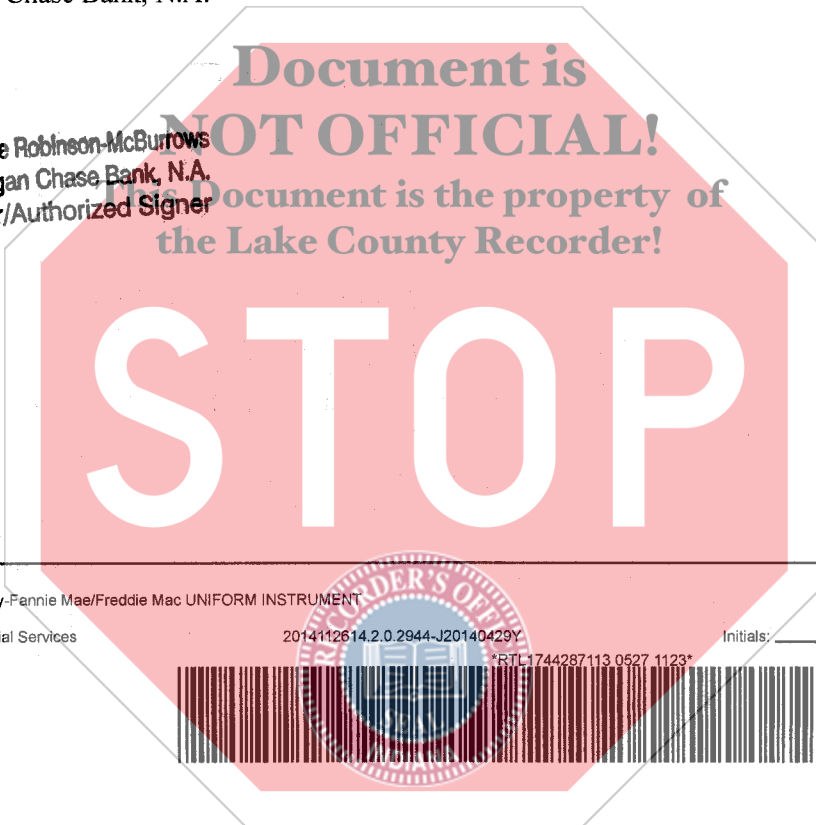 Chase Bank, N.A.
Document is
NOT OFFICIAL!
e Robinson-McBurrows
gan Chase Bank, N.A.
This Document is the property of
r/Authorized Signer
the Lake County Recorder!
STOP
y-Fannie Mae/Freddie Mac UNIFORM INSTRUMENT
ial Services 2014112614.2.0.2944-J20140429Y Initials:
*RTL1744287113 0527 1123*
RECORDER'S OFFICE
SEAL
INDIANA